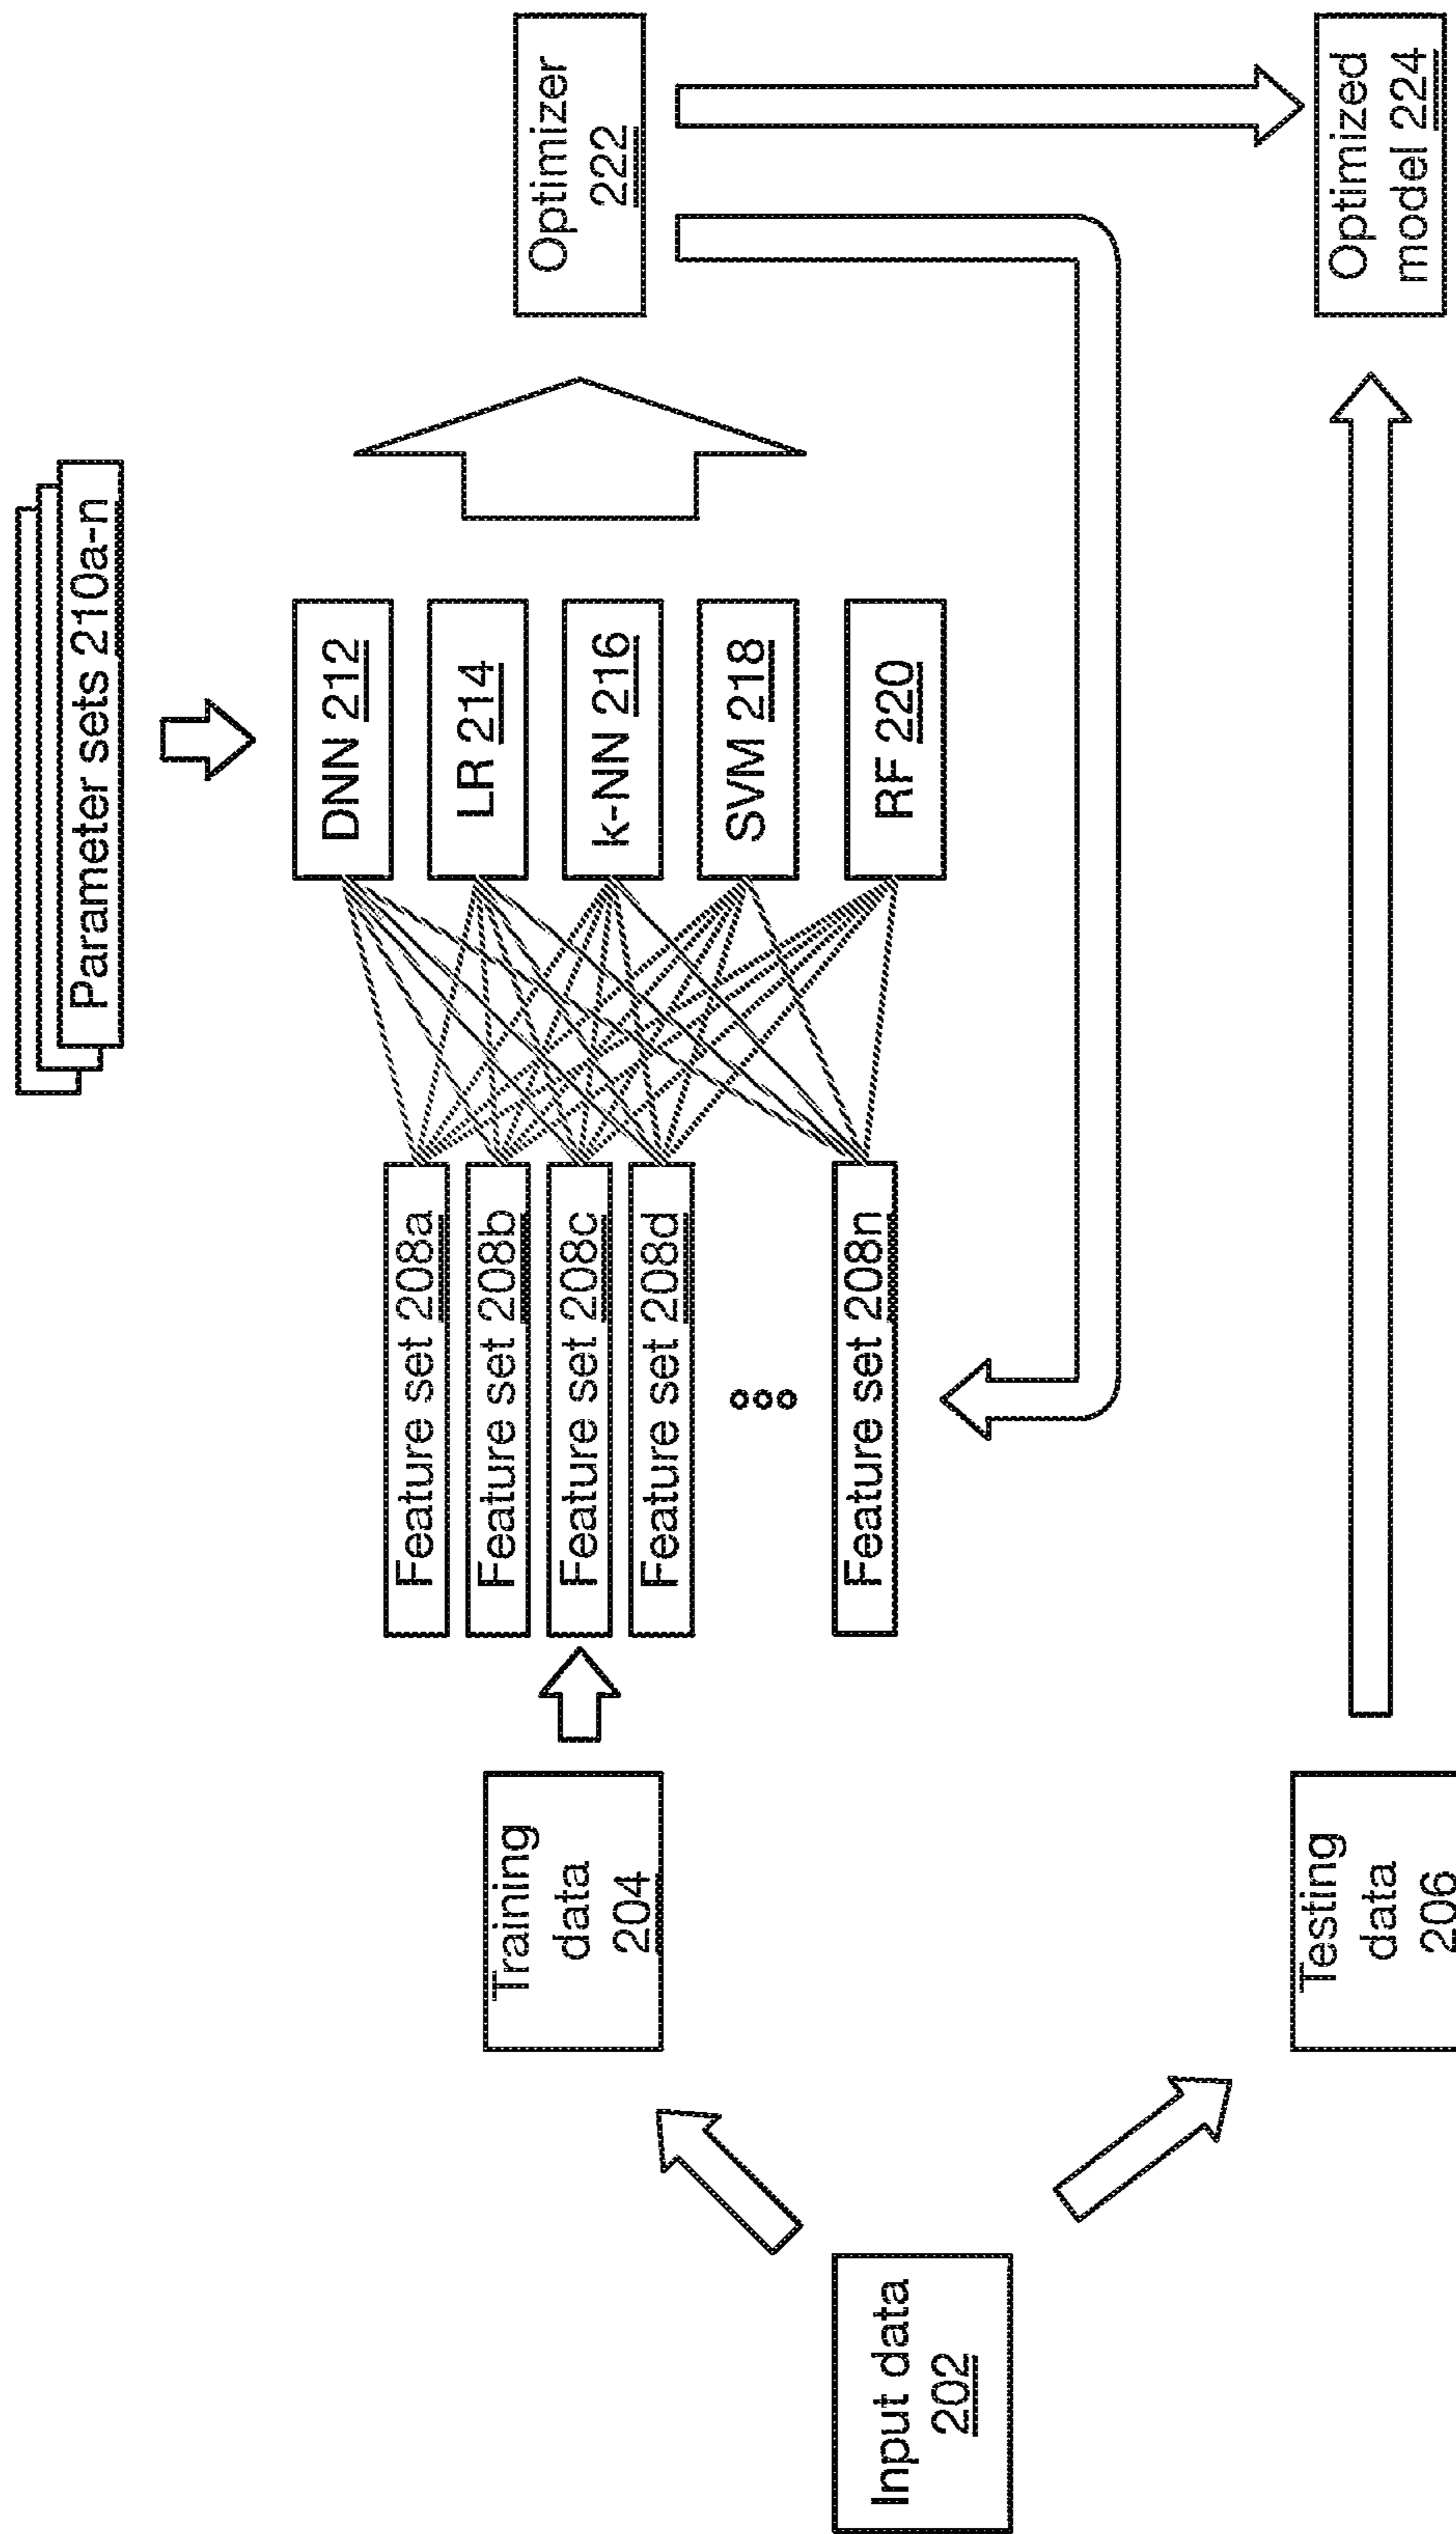 Input data
202
Training
data
204
Testing
data
206
Feature set 208a
Feature set 208b
Feature set 208c
Feature set 208d
Feature set 208n
Parameter sets 210a-n
DNN 212
LR 214
k-NN 216
SVM 218
RF 220
Optimizer
222
Optimized
model 224